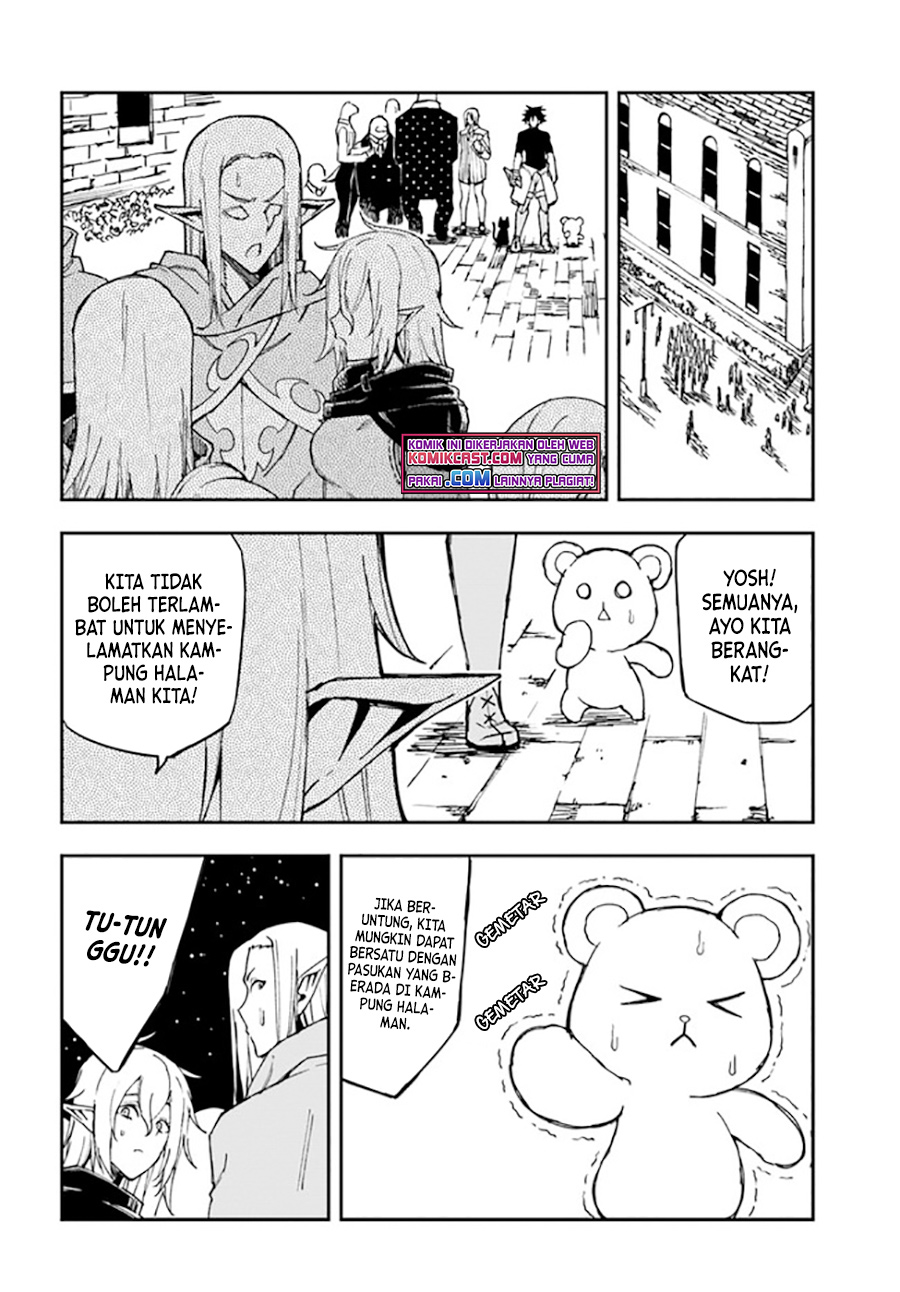 KOMIK INI DIKERJAKAN OLEH WEB
KOMIKCAST.COM YANG CUMA
PAKAI .COM LAINNYA PLAGIAT!
YOSH!
SEMUANYA,
AYO KITA
BERANG-
KAT!
KITA TIDAK
BOLEH TERLAM-
BAT UNTUK MENYE-
LAMATKAN KAM-
PUNG HALA-
MAN KITA!
GEMETAR
GEMETAR
JIKA BER-
UNTUNG, KITA
MUNGKIN DAPAT
BERSATU DENGAN
PASUKAN YANG B-
ERADA DI KAM-
PUNG HALA-
MAN.
TU-TUN
GGU!!